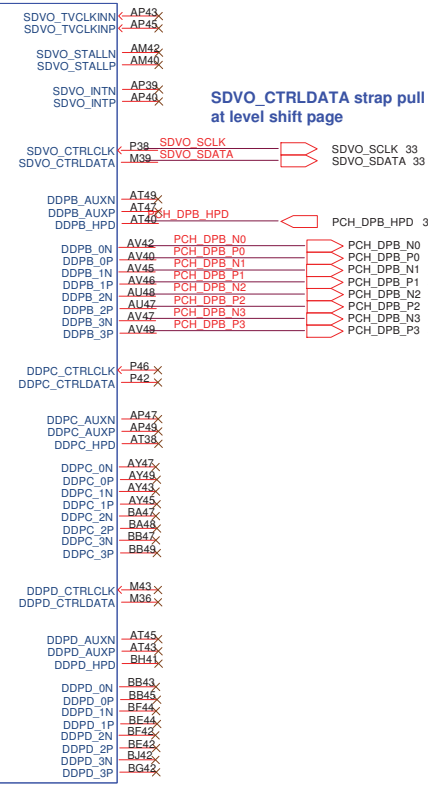 SDVO_TVCLKINN AP43
SDVO_TVCLKINP AP45
SDVO_STALLN AM42
SDVO_STALLP AM40
SDVO_INTN AP39
SDVO_INTP AP40
SDVO_CTRLDATA strap pull
at level shift page
SDVO_CTRLCLK P38 SDVO_SCLK SDVO_SCLK 33
SDVO_CTRLDATA M39 SDVO_SDATA SDVO_SDATA 33
DDPB_AUXN AT49
DDPB_AUXP AT47
DDPB_HPD AT40 PCH_DPB_HPD PCH_DPB_HPD 3
DDPB_0N AV42 PCH_DPB_N0 PCH_DPB_N0
DDPB_0P AV40 PCH_DPB_P0 PCH_DPB_P0
DDPB_1N AV45 PCH_DPB_N1 PCH_DPB_N1
DDPB_1P AV46 PCH_DPB_P1 PCH_DPB_P1
DDPB_2N AU48 PCH_DPB_N2 PCH_DPB_N2
DDPB_2P AU47 PCH_DPB_P2 PCH_DPB_P2
DDPB_3N AV47 PCH_DPB_N3 PCH_DPB_N3
DDPB_3P AV49 PCH_DPB_P3 PCH_DPB_P3
DDPC_CTRLCLK P46
DDPC_CTRLDATA P42
DDPC_AUXN AP47
DDPC_AUXP AP49
DDPC_HPD AT38
DDPC_0N AY47
DDPC_0P AY49
DDPC_1N AY43
DDPC_1P AY45
DDPC_2N BA47
DDPC_2P BA48
DDPC_3N BB47
DDPC_3P BB49
DDPD_CTRLCLK M43
DDPD_CTRLDATA M36
DDPD_AUXN AT45
DDPD_AUXP AT43
DDPD_HPD BH41
DDPD_0N BB43
DDPD_0P BB45
DDPD_1N BF44
DDPD_1P BE44
DDPD_2N BF42
DDPD_2P BE42
DDPD_3N BJ42
DDPD_3P BG42